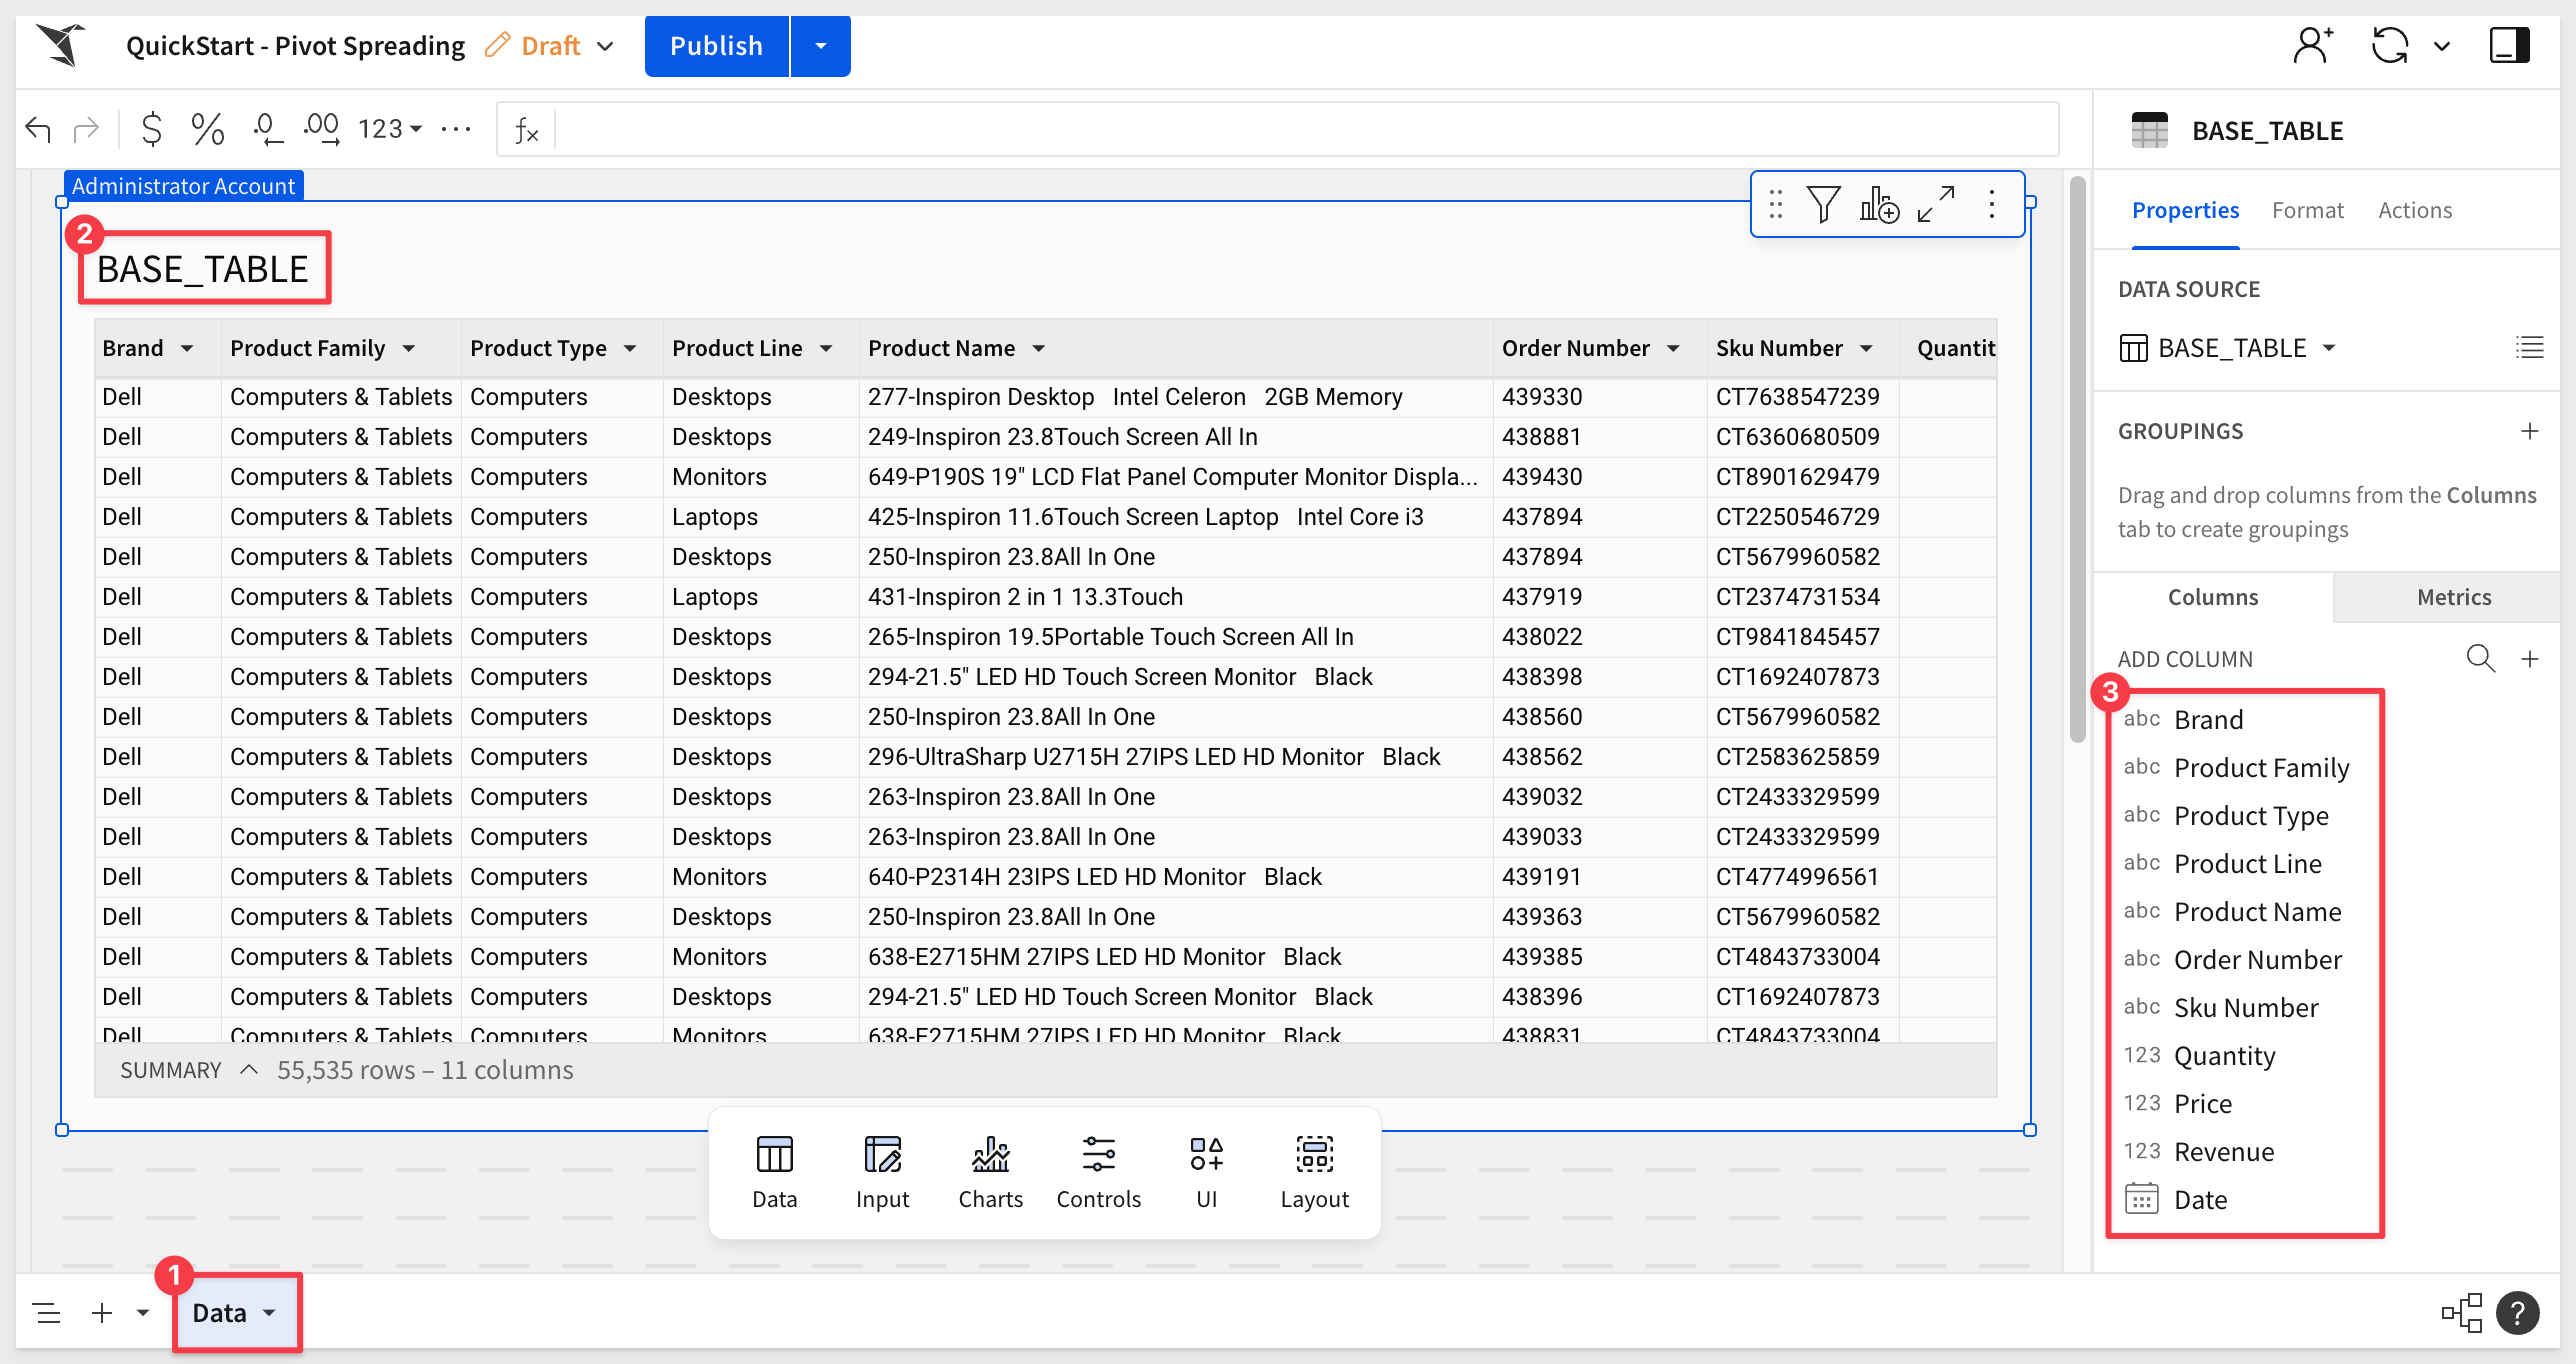 QuickStart - Pivot Spreading Draft Publish
$ % .0 .00 123 ... fx
BASE_TABLE
Administrator Account
Properties Format Actions
2
BASE_TABLE
DATA SOURCE
BASE_TABLE
Brand Product Family Product Type Product Line Product Name Order Number Sku Number Quantit
Dell Computers & Tablets Computers Desktops 277-Inspiron Desktop Intel Celeron 2GB Memory 439330 CT7638547239
Dell Computers & Tablets Computers Desktops 249-Inspiron 23.8Touch Screen All In 438881 CT6360680509
Dell Computers & Tablets Computers Monitors 649-P190S 19" LCD Flat Panel Computer Monitor Displa... 439430 CT8901629479
Dell Computers & Tablets Computers Laptops 425-Inspiron 11.6Touch Screen Laptop Intel Core i3 437894 CT2250546729
Dell Computers & Tablets Computers Desktops 250-Inspiron 23.8All In One 437894 CT5679960582
Dell Computers & Tablets Computers Laptops 431-Inspiron 2 in 1 13.3Touch 437919 CT2374731534
Dell Computers & Tablets Computers Desktops 265-Inspiron 19.5Portable Touch Screen All In 438022 CT9841845457
Dell Computers & Tablets Computers Desktops 294-21.5" LED HD Touch Screen Monitor Black 438398 CT1692407873
Dell Computers & Tablets Computers Desktops 250-Inspiron 23.8All In One 438560 CT5679960582
Dell Computers & Tablets Computers Desktops 296-UltraSharp U2715H 27IPS LED HD Monitor Black 438562 CT2583625859
Dell Computers & Tablets Computers Desktops 263-Inspiron 23.8All In One 439032 CT2433329599
Dell Computers & Tablets Computers Desktops 263-Inspiron 23.8All In One 439033 CT2433329599
Dell Computers & Tablets Computers Monitors 640-P2314H 23IPS LED HD Monitor Black 439191 CT4774996561
Dell Computers & Tablets Computers Desktops 250-Inspiron 23.8All In One 439363 CT5679960582
Dell Computers & Tablets Computers Monitors 638-E2715HM 27IPS LED HD Monitor Black 439385 CT4843733004
Dell Computers & Tablets Computers Desktops 294-21.5" LED HD Touch Screen Monitor Black 438396 CT1692407873
Dell Computers & Tablets Computers Monitors 638-E2715HM 27IPS LED HD Monitor Black 438831 CT4843733004
SUMMARY 55,535 rows – 11 columns
GROUPINGS
Drag and drop columns from the Columns
tab to create groupings
Columns Metrics
ADD COLUMN
3
abc Brand
abc Product Family
abc Product Type
abc Product Line
abc Product Name
abc Order Number
abc Sku Number
123 Quantity
123 Price
123 Revenue
Date
Data Input Charts Controls UI Layout
1
Data
?